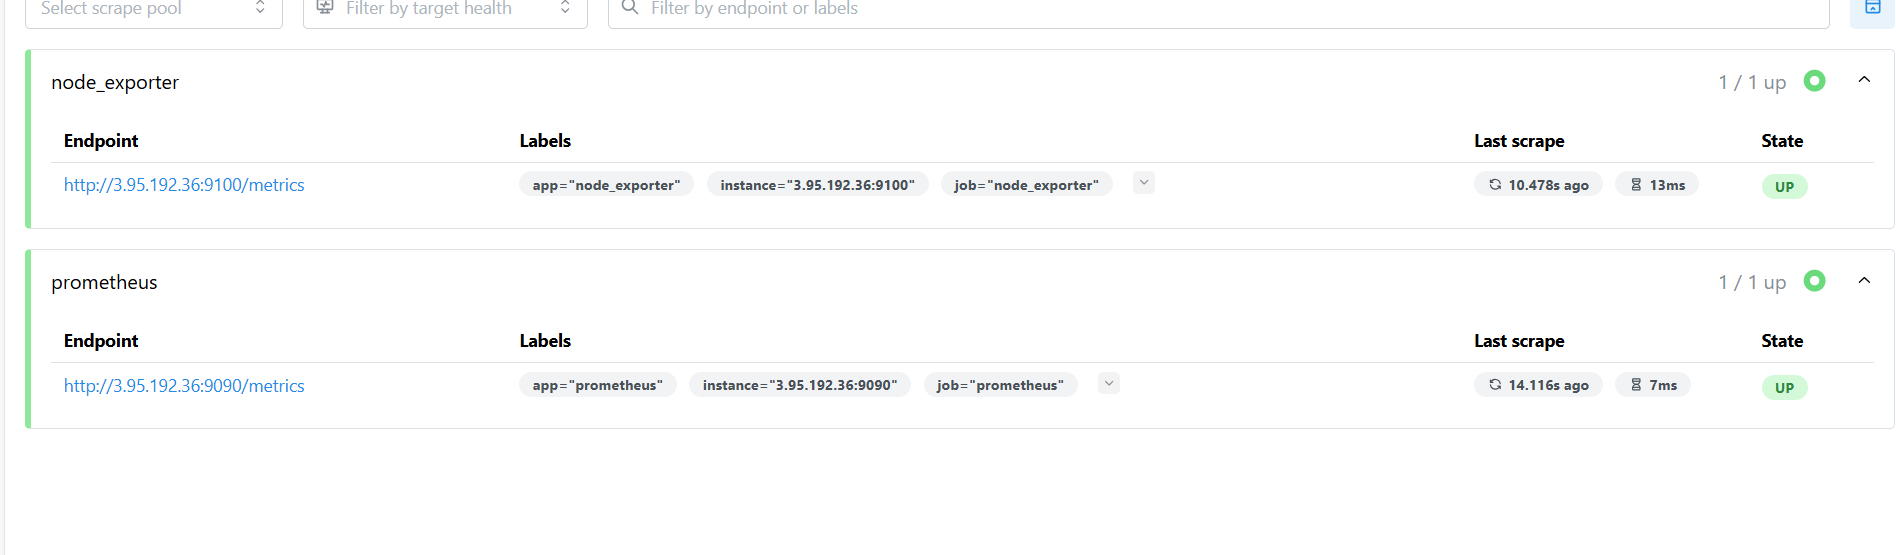 Select scrape pool Filter by target health Filter by endpoint or labels
node_exporter 1 / 1 up
Endpoint Labels Last scrape State
http://3.95.192.36:9100/metrics app="node_exporter" instance="3.95.192.36:9100" job="node_exporter" 10.478s ago 13ms UP
prometheus 1 / 1 up
Endpoint Labels Last scrape State
http://3.95.192.36:9090/metrics app="prometheus" instance="3.95.192.36:9090" job="prometheus" 14.116s ago 7ms UP